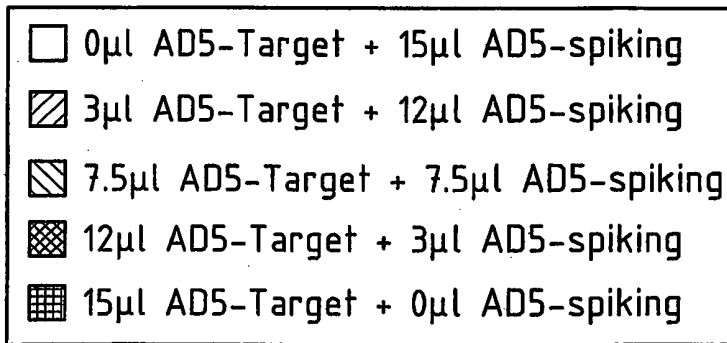 0μl AD5-Target + 15μl AD5-spiking
3μl AD5-Target + 12μl AD5-spiking
7.5μl AD5-Target + 7.5μl AD5-spiking
12μl AD5-Target + 3μl AD5-spiking
15μl AD5-Target + 0μl AD5-spiking